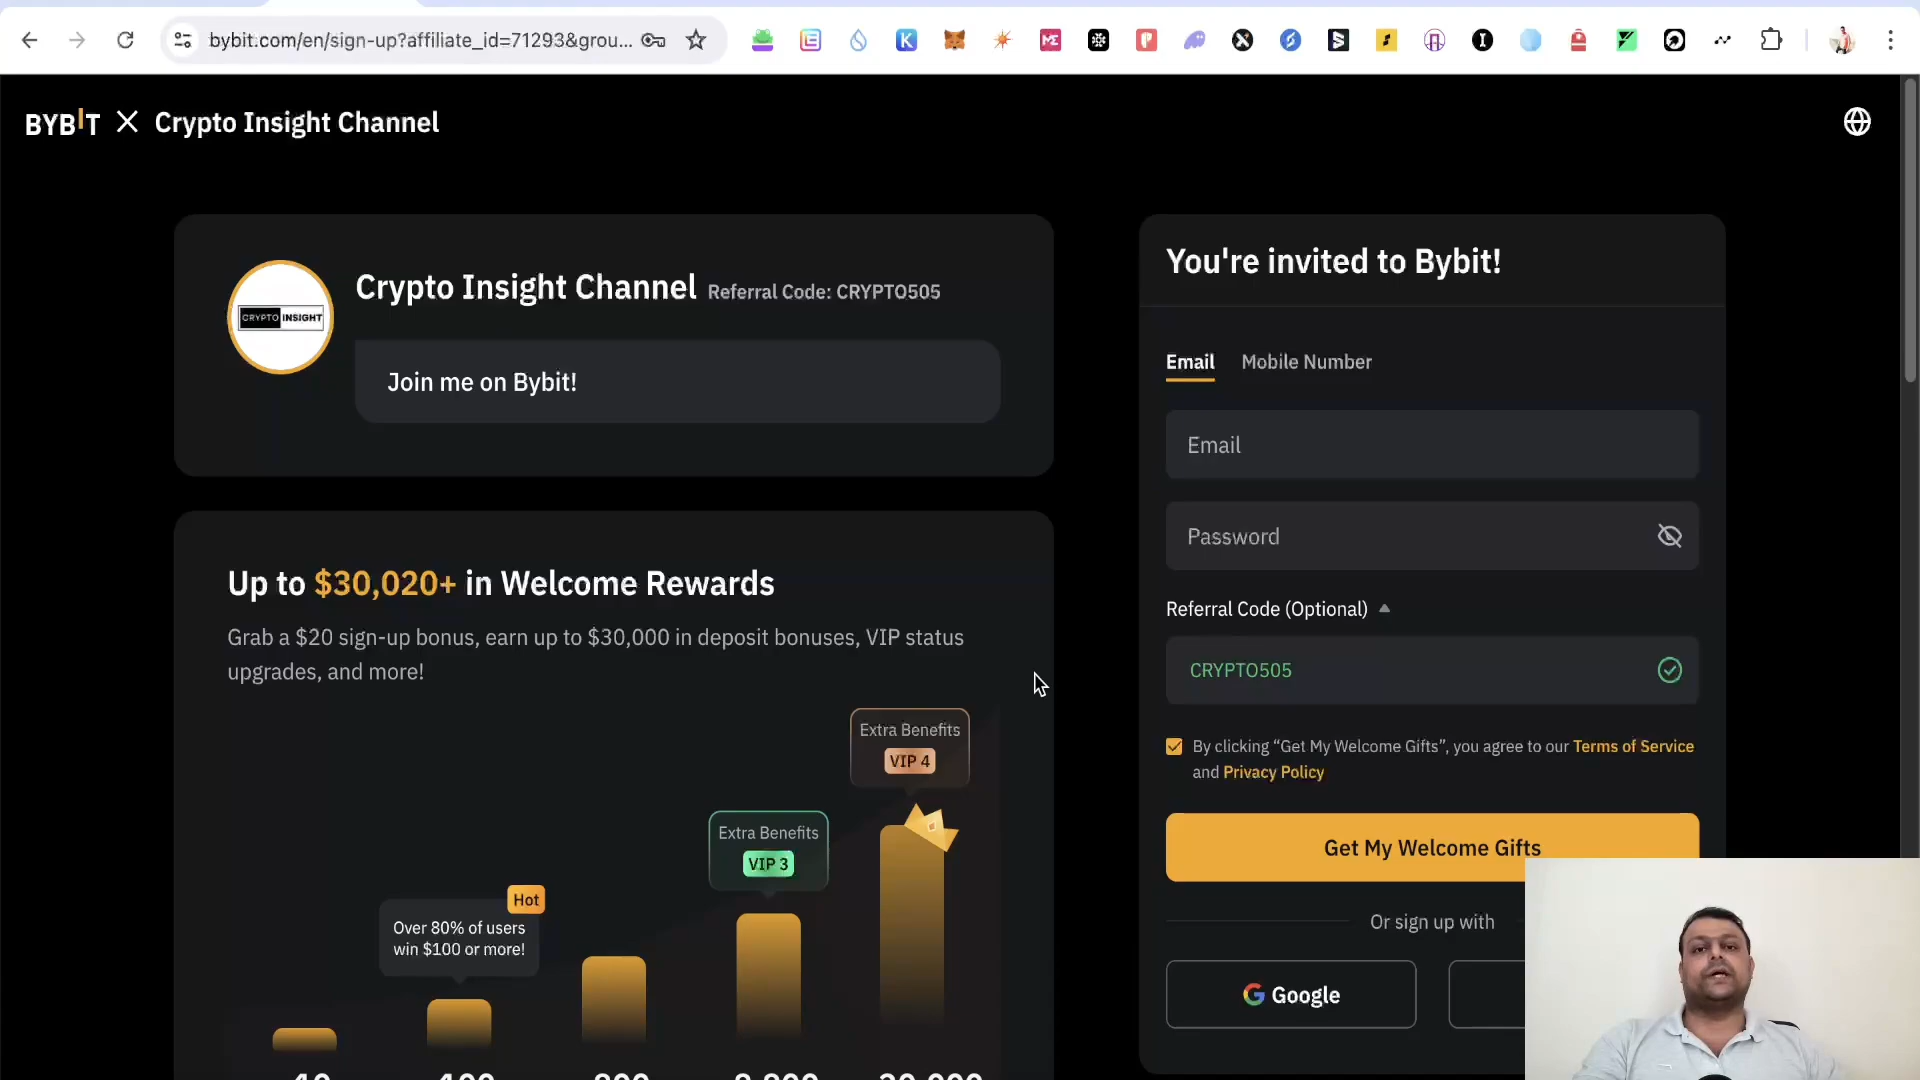 bybit.com/en/sign-up?affiliate_id=71293&grou...
BYBIT X Crypto Insight Channel
Crypto Insight Channel Referral Code: CRYPTO505
CRYPTO INSIGHT
Join me on Bybit!
Up to $30,020+ in Welcome Rewards
Grab a $20 sign-up bonus, earn up to $30,000 in deposit bonuses, VIP status
upgrades, and more!
Extra Benefits
VIP 4
Extra Benefits
VIP 3
Hot
Over 80% of users
win $100 or more!
You're invited to Bybit!
Email Mobile Number
Email
Password
Referral Code (Optional)
CRYPTO505
By clicking “Get My Welcome Gifts”, you agree to our Terms of Service
and Privacy Policy
Get My Welcome Gifts
Or sign up with
Google